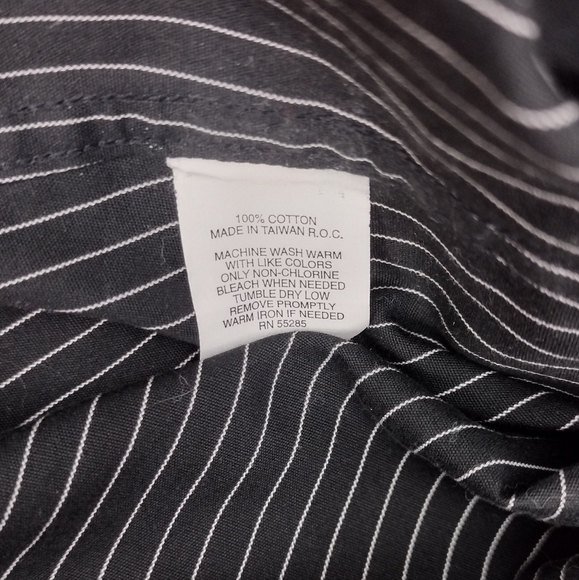 100% COTTON
MADE IN TAIWAN R.O.C.
MACHINE WASH WARM
WITH LIKE COLORS
ONLY NON-CHLORINE
BLEACH WHEN NEEDED
TUMBLE DRY LOW
REMOVE PROMPTLY
WARM IRON IF NEEDED
RN 55285